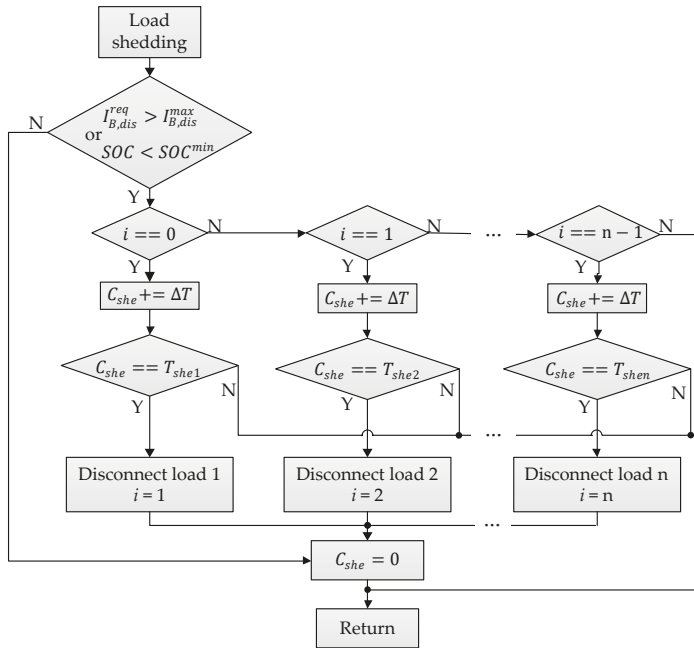 Load
shedding
N
I_{B,dis}^{req} > I_{B,dis}^{max}
or
SOC < SOC^{min}
Y
i == 0
N
i == 1
N
...
i == n − 1
N
Y
Y
Y
C_{she} += ΔT
C_{she} += ΔT
C_{she} += ΔT
C_{she} == T_{she1}
C_{she} == T_{she2}
C_{she} == T_{shen}
N
N
N
Y
Y
Y
...
Disconnect load 1
i = 1
Disconnect load 2
i = 2
Disconnect load n
i = n
...
C_{she} = 0
Return